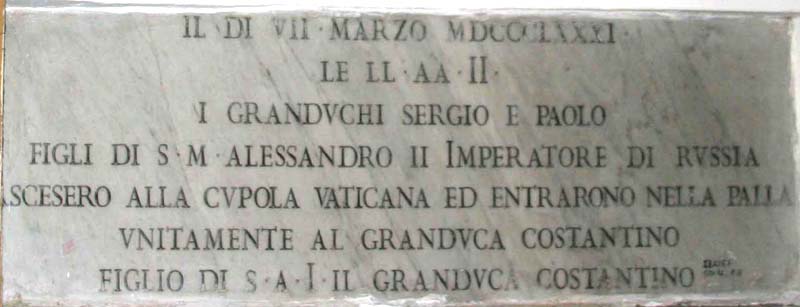 IL DI VII · MARZO MDCCCLXXXI ·
LE LL · AA · II ·
I GRANDVCHI SERGIO E PAOLO
FIGLI DI S · M · ALESSANDRO II IMPERATORE DI RVSSIA
ASCESERO ALLA CVPOLA VATICANA ED ENTRARONO NELLA PALLA
VNITAMENTE AL GRANDVCA COSTANTINO
FIGLIO DI S · A · I · IL GRANDVCA COSTANTINO